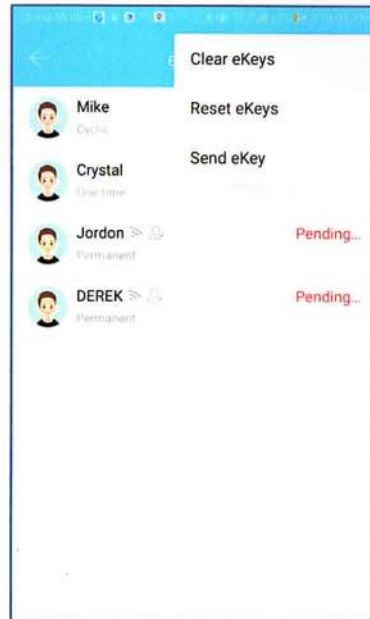 Clear eKeys
Mike
Reset eKeys
Cyclic
Crystal
Send eKey
One time
Jordon
Pending...
Permanent
DEREK
Pending...
Permanent